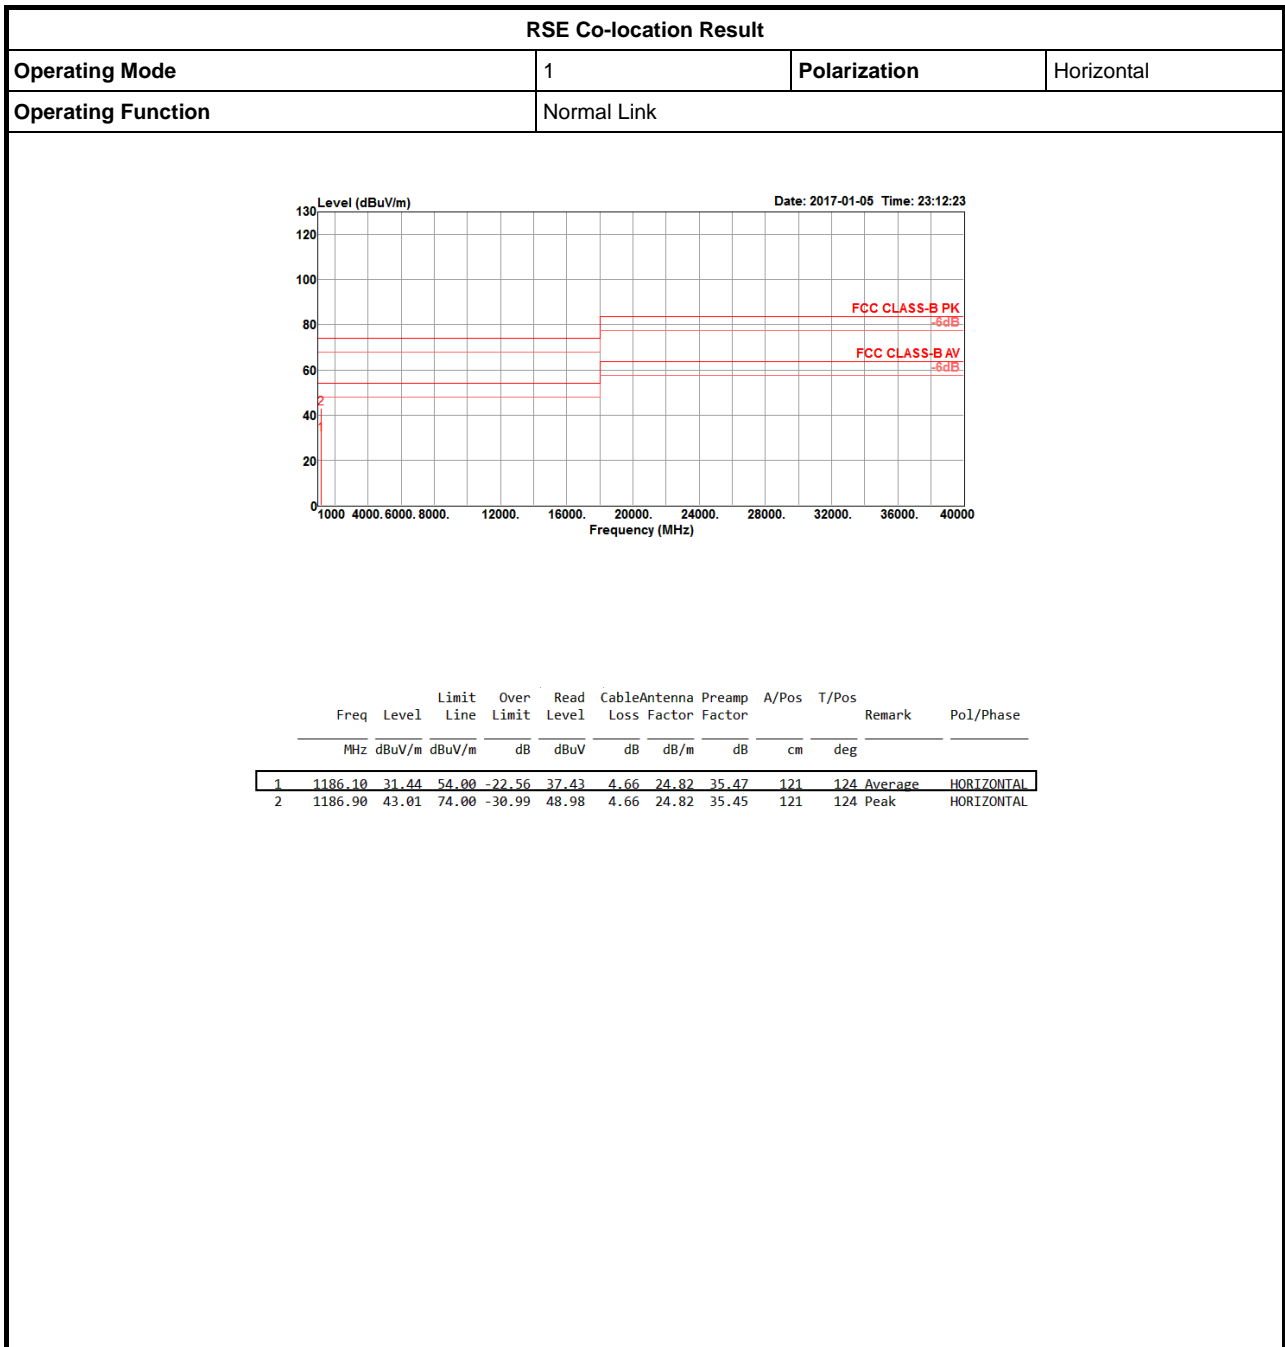 RSE Co-location Result
Operating Mode 1 Polarization Horizontal
Operating Function Normal Link
Level (dBuV/m) Date: 2017-01-05 Time: 23:12:23
130
120
100
FCC CLASS-B PK
80 -6dB
FCC CLASS-B AV
60 -6dB
2
40
1
20
0
1000 4000. 6000. 8000. 12000. 16000. 20000. 24000. 28000. 32000. 36000. 40000
Frequency (MHz)
Limit Over Read CableAntenna Preamp A/Pos T/Pos
Freq Level Line Limit Level Loss Factor Factor Remark Pol/Phase
MHz dBuV/m dBuV/m dB dBuV dB dB/m dB cm deg
1 1186.10 31.44 54.00 -22.56 37.43 4.66 24.82 35.47 121 124 Average HORIZONTAL
2 1186.90 43.01 74.00 -30.99 48.98 4.66 24.82 35.45 121 124 Peak HORIZONTAL